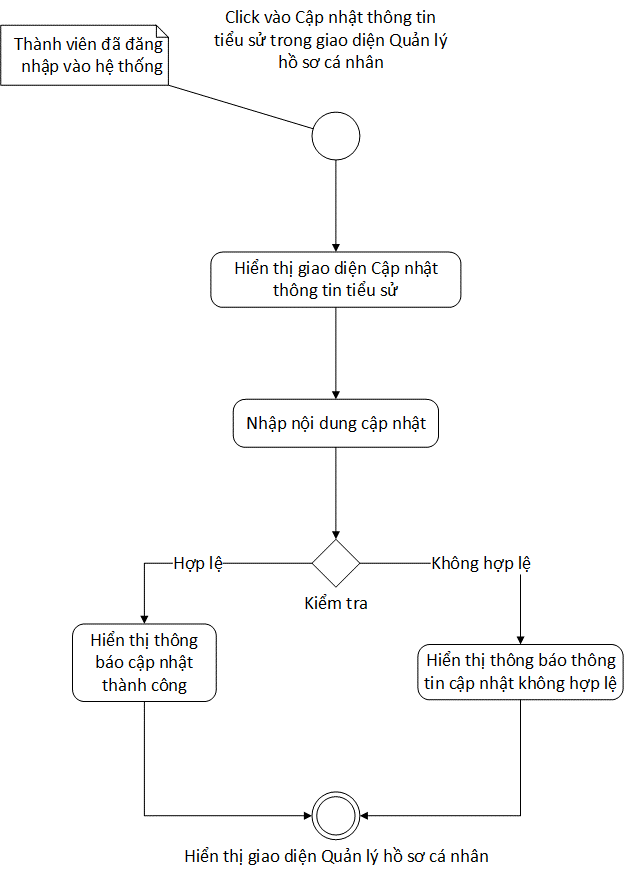 Click vào Cập nhật thông tin
tiểu sử trong giao diện Quản lý
hồ sơ cá nhân
Thành viên đã đăng
nhập vào hệ thống
Hiển thị giao diện Cập nhật
thông tin tiểu sử
Nhập nội dung cập nhật
Hợp lệ
Không hợp lệ
Kiểm tra
Hiển thị thông
báo cập nhật
thành công
Hiển thị thông báo thông
tin cập nhật không hợp lệ
Hiển thị giao diện Quản lý hồ sơ cá nhân